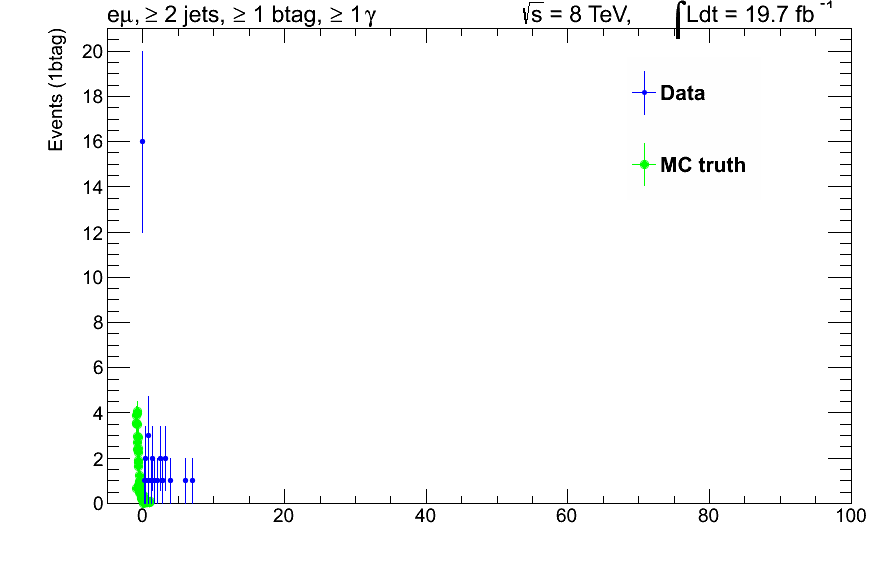 eμ, ≥ 2 jets, ≥ 1 btag, ≥ 1 γ
√s = 8 TeV, ∫Ldt = 19.7 fb⁻¹
Events (1btag)
20
18
16
14
12
10
8
6
4
2
0
Data
MC truth
0 20 40 60 80 100